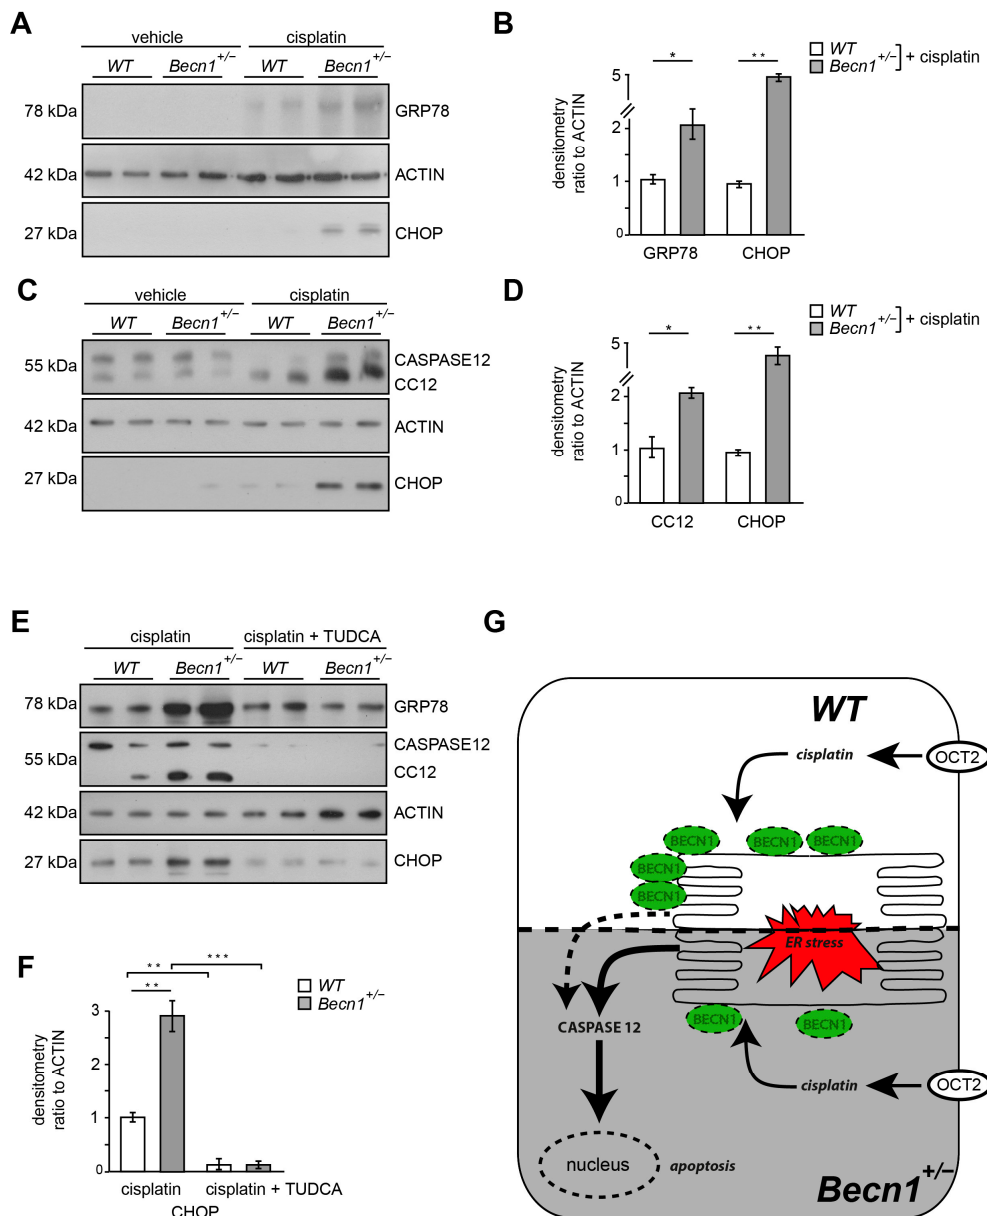 A
vehicle cisplatin
WT Becn1+/– WT Becn1+/–
78 kDa GRP78
42 kDa ACTIN
27 kDa CHOP
B
WT
Becn1+/– + cisplatin
* **
densitometry
ratio to ACTIN
5
2
1
0
GRP78 CHOP
C
vehicle cisplatin
WT Becn1+/– WT Becn1+/–
CASPASE12
55 kDa
CC12
42 kDa ACTIN
27 kDa CHOP
D
WT
Becn1+/– + cisplatin
* **
densitometry
ratio to ACTIN
5
2
1
0
CC12 CHOP
E
cisplatin cisplatin + TUDCA
WT Becn1+/– WT Becn1+/–
78 kDa GRP78
CASPASE12
55 kDa
CC12
42 kDa ACTIN
27 kDa CHOP
F
** ***
**
WT
Becn1+/–
densitometry
ratio to ACTIN
3
2
1
0
cisplatin cisplatin + TUDCA
CHOP
G
WT
cisplatin OCT2
BECN1 BECN1 BECN1
BECN1
BECN1
ER stress
CASPASE 12
BECN1 BECN1
cisplatin OCT2
nucleus apoptosis
Becn1+/–